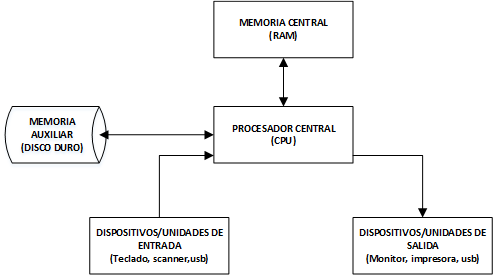 MEMORIA CENTRAL
(RAM)
MEMORIA
AUXILIAR
(DISCO DURO)
PROCESADOR CENTRAL
(CPU)
DISPOSITIVOS/UNIDADES DE
ENTRADA
(Teclado, scanner,usb)
DISPOSITIVOS/UNIDADES DE
SALIDA
(Monitor, impresora, usb)